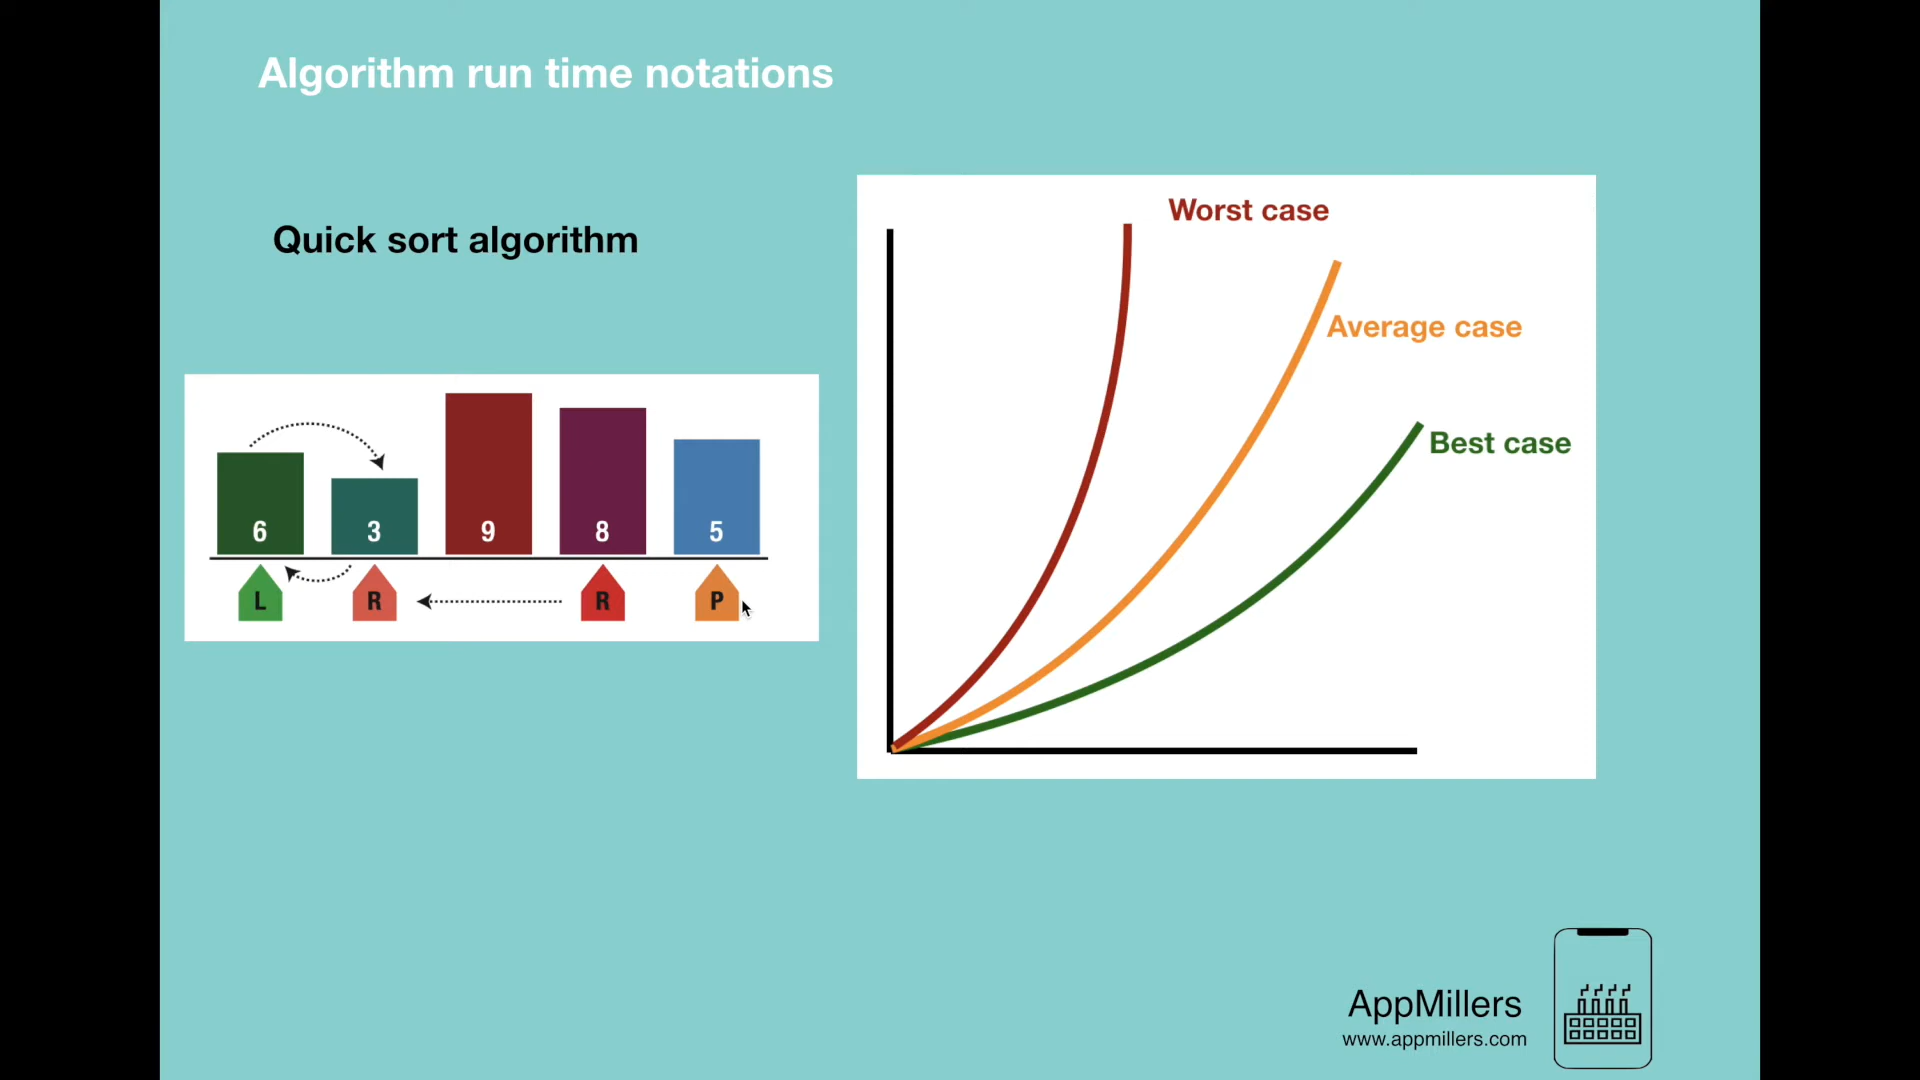 Algorithm run time notations
Quick sort algorithm
6 3 9 8 5
L R R P
Worst case
Average case
Best case
AppMillers
www.appmillers.com